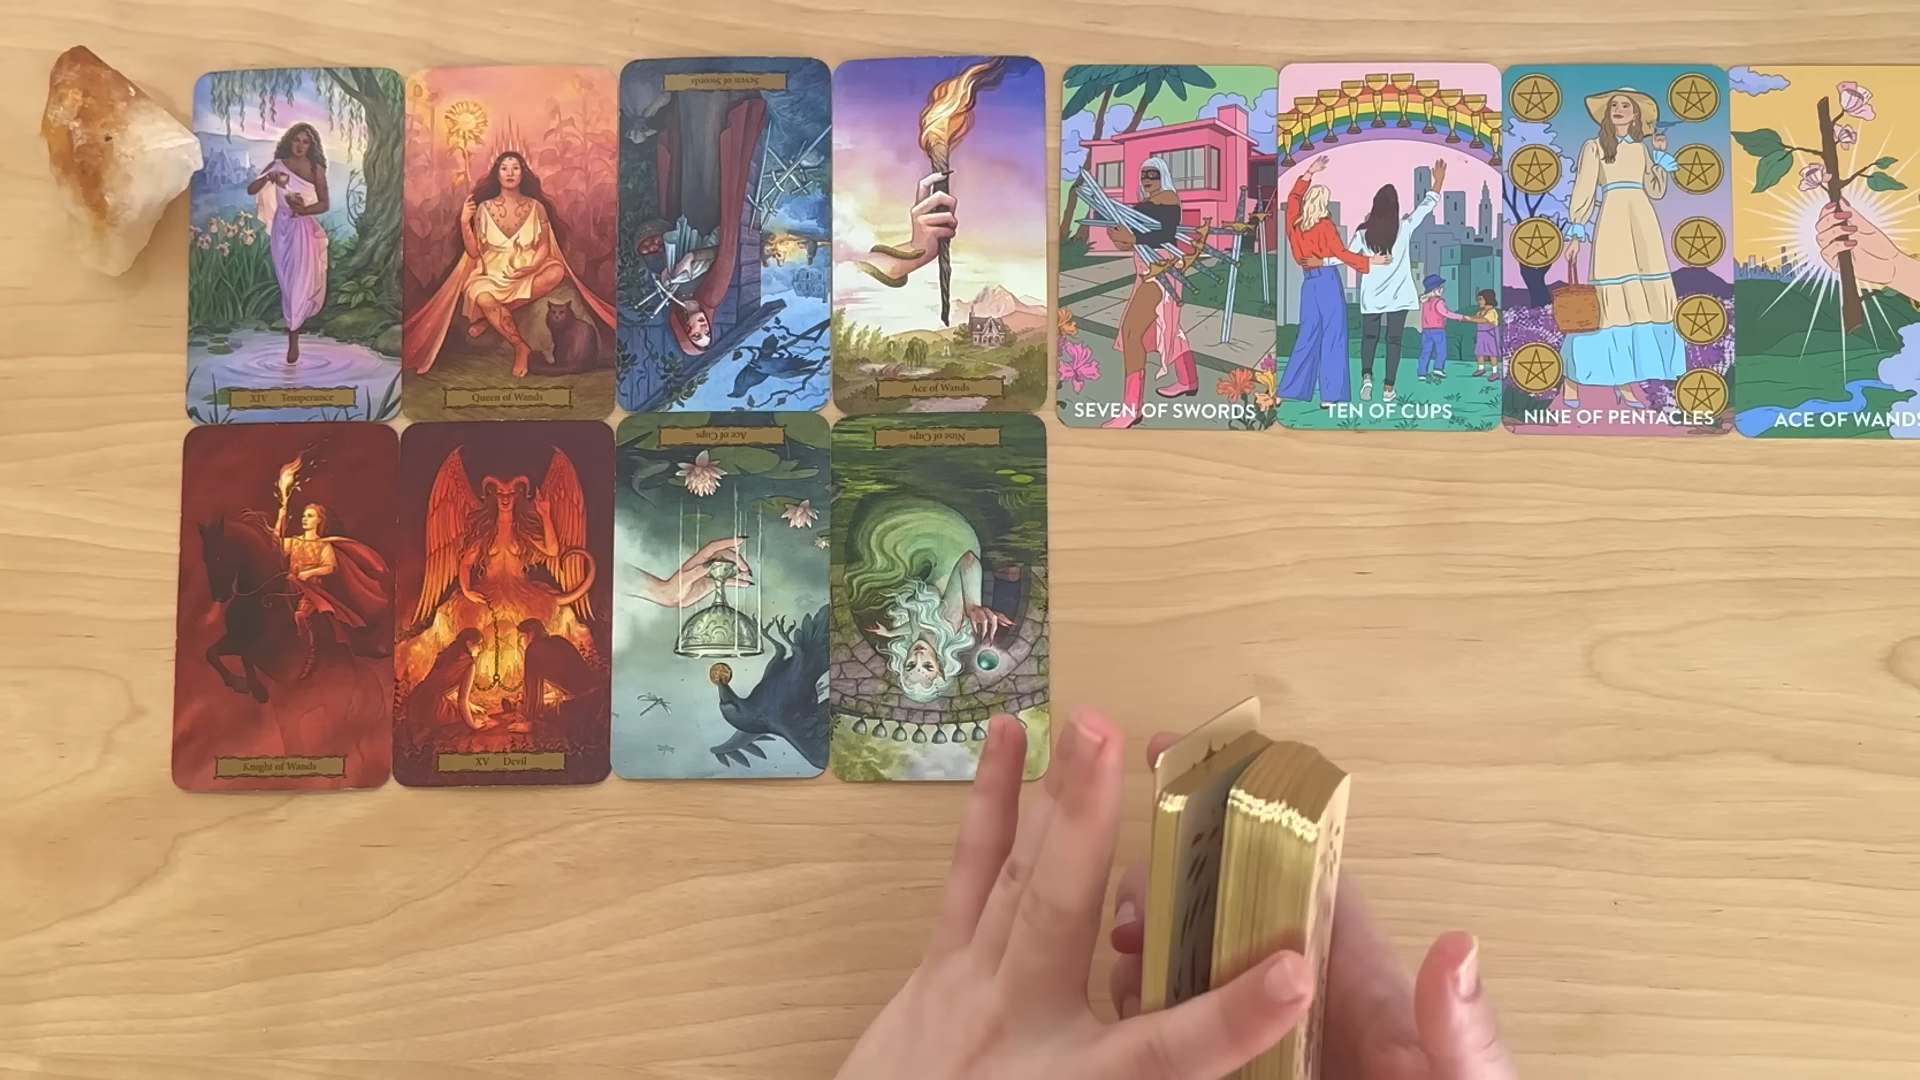 XIV Temperance
Queen of Wands
Seven of Swords
Ace of Wands
SEVEN OF SWORDS
TEN OF CUPS
NINE OF PENTACLES
ACE OF WANDS
Knight of Wands
XV Devil
Ace of Cups
Nine of Cups